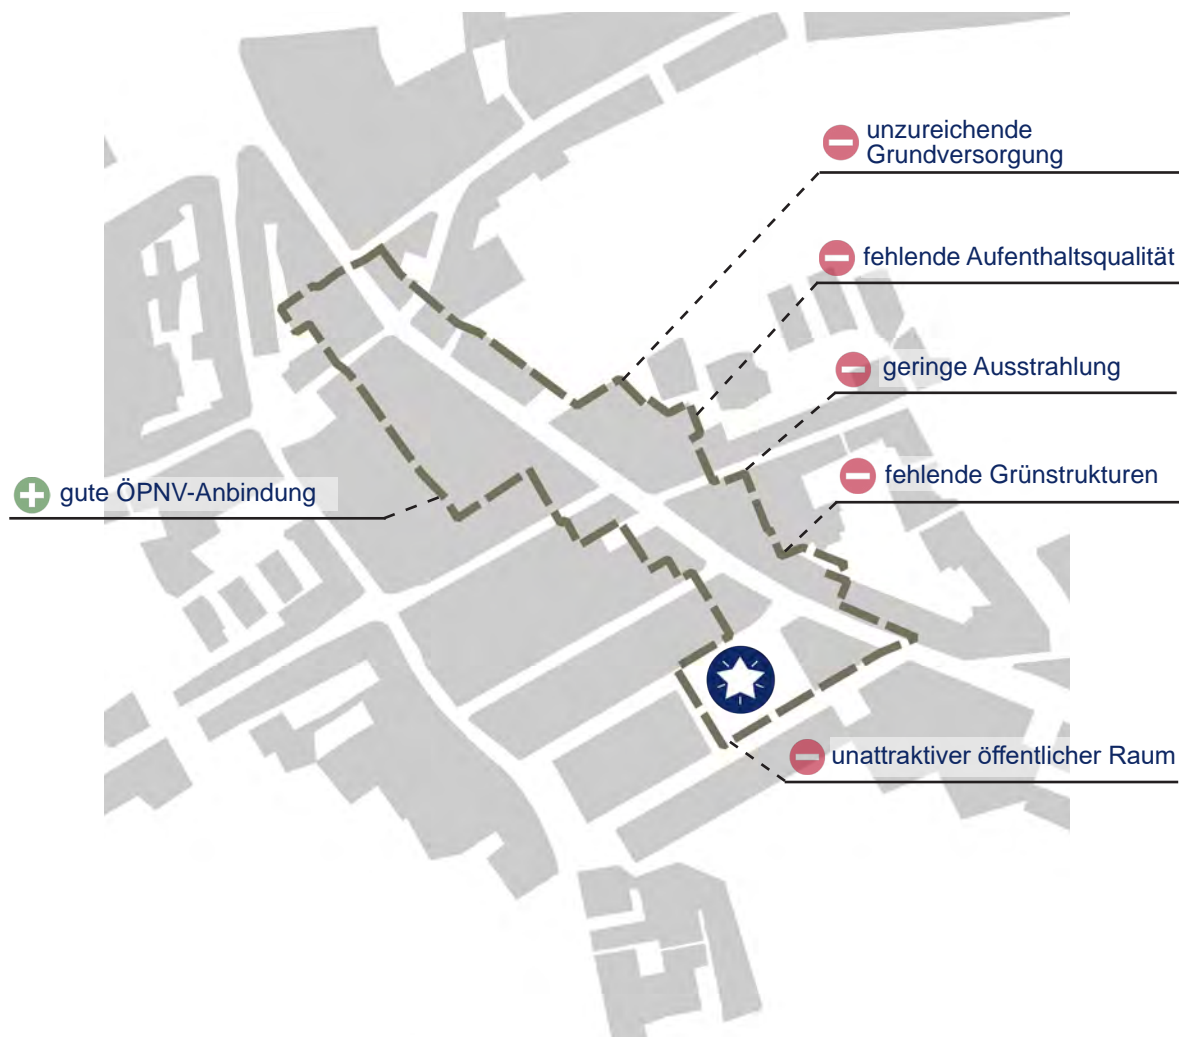 unzureichende
Grundversorgung
fehlende Aufenthaltsqualität
geringe Ausstrahlung
fehlende Grünstrukturen
gute ÖPNV-Anbindung
unattraktiver öffentlicher Raum